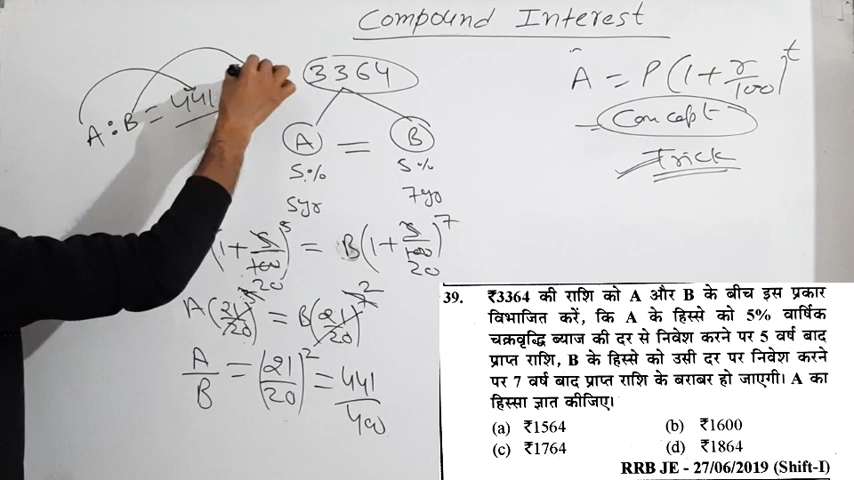 Compound Interest
3364
A = P(1 + r/100)^t
A : B = 441
Concept
Trick
A = B
5% 5%
5yr 7yr
(1 + 5/100)^5 = B(1 + 5/100)^7
20 20
A(21/20)^5 = B(21/20)^7 2
A/B = (21/20)^2 = 441/400
39. ₹3364 की राशि को A और B के बीच इस प्रकार
विभाजित करें, कि A के हिस्से को 5% वार्षिक
चक्रवृद्धि ब्याज की दर से निवेश करने पर 5 वर्ष बाद
प्राप्त राशि, B के हिस्से को उसी दर पर निवेश करने
पर 7 वर्ष बाद प्राप्त राशि के बराबर हो जाएगी। A का
हिस्सा ज्ञात कीजिए।
(a) ₹1564 (b) ₹1600
(c) ₹1764 (d) ₹1864
RRB JE - 27/06/2019 (Shift-I)